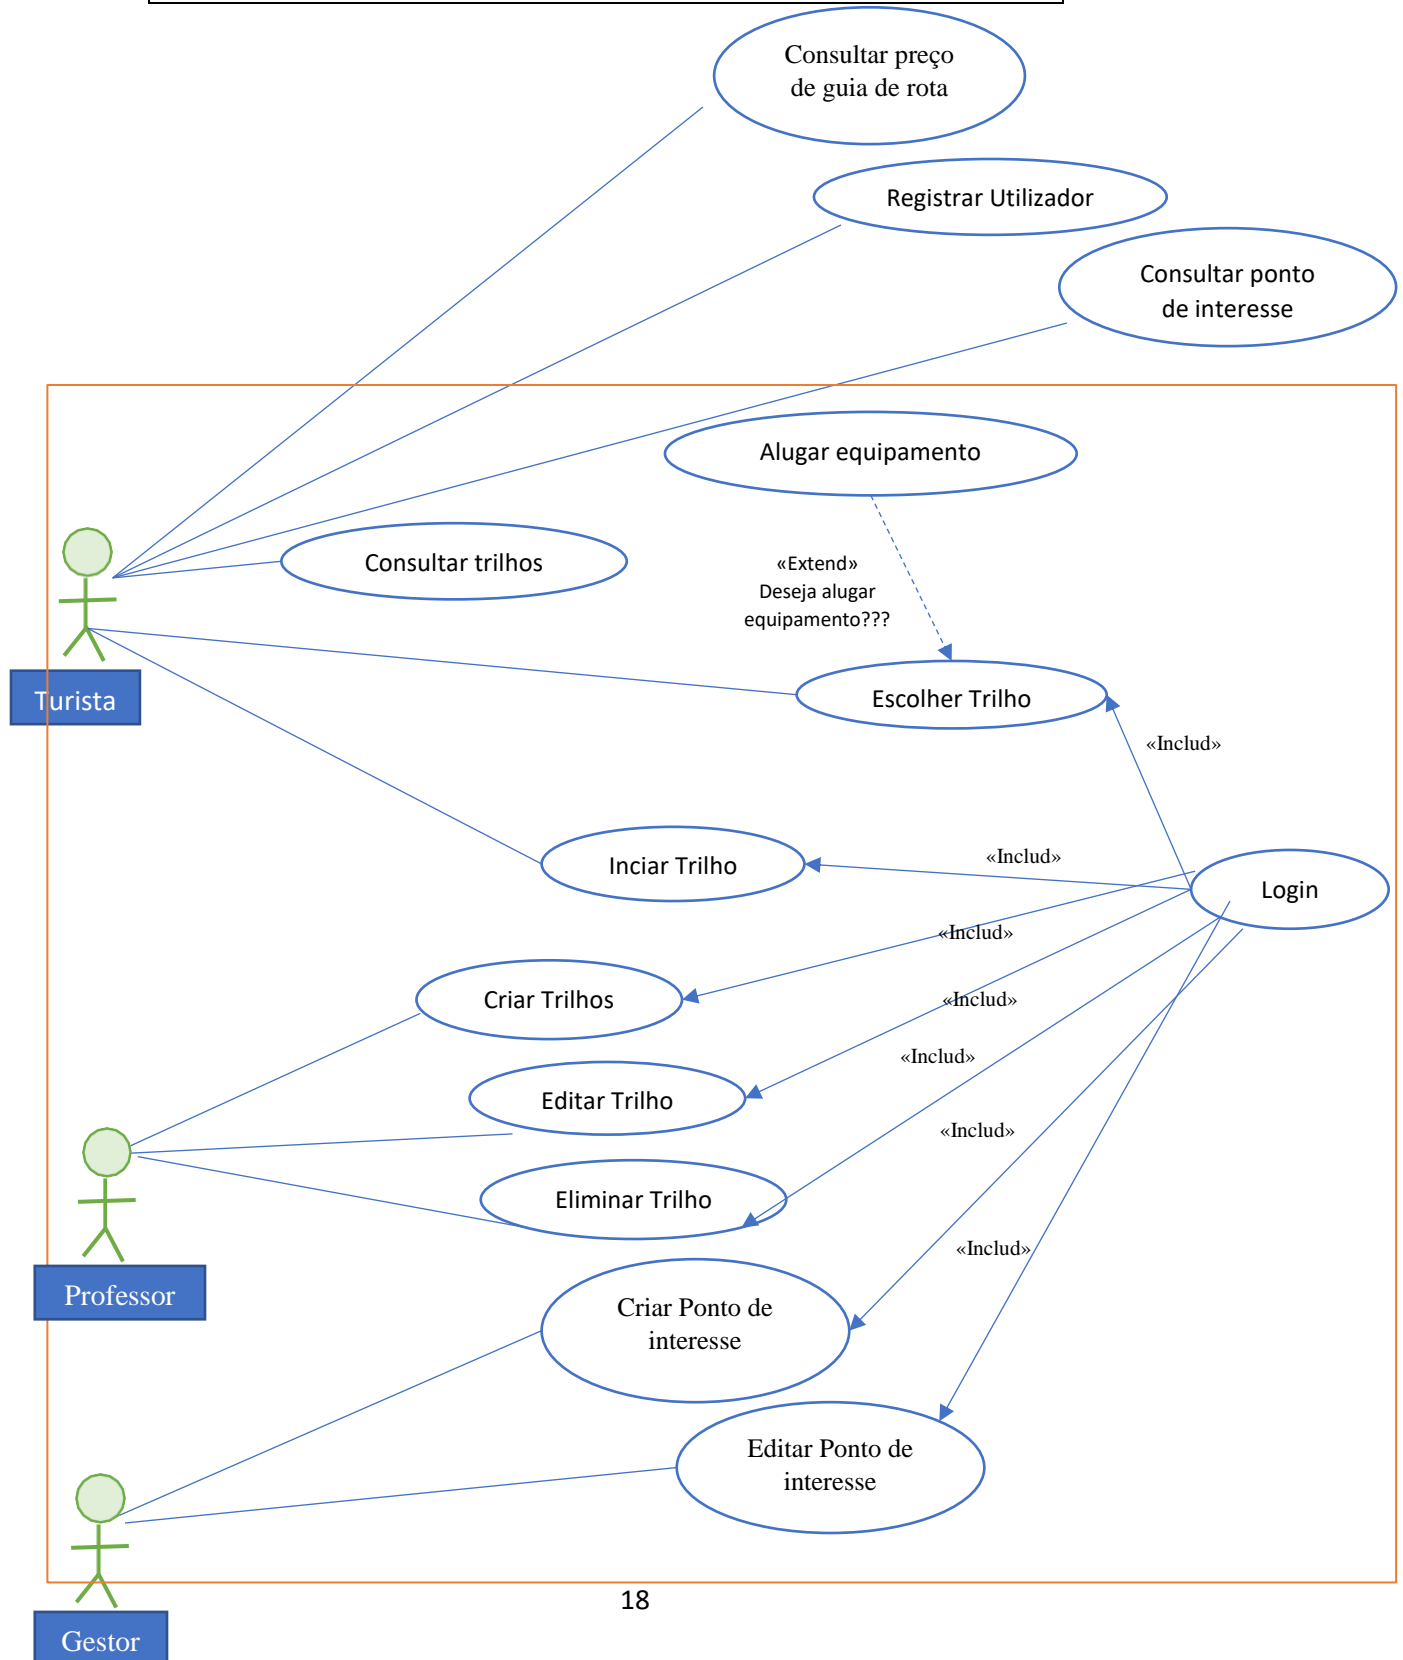 Consultar preço
de guia de rota
Registrar Utilizador
Consultar ponto
de interesse
Alugar equipamento
Consultar trilhos
«Extend»
Deseja alugar
equipamento???
Turista
Escolher Trilho
«Includ»
Inciar Trilho
«Includ»
Login
«Includ»
Criar Trilhos
«Includ»
«Includ»
Editar Trilho
«Includ»
Eliminar Trilho
«Includ»
Professor
Criar Ponto de
interesse
Editar Ponto de
interesse
18
Gestor